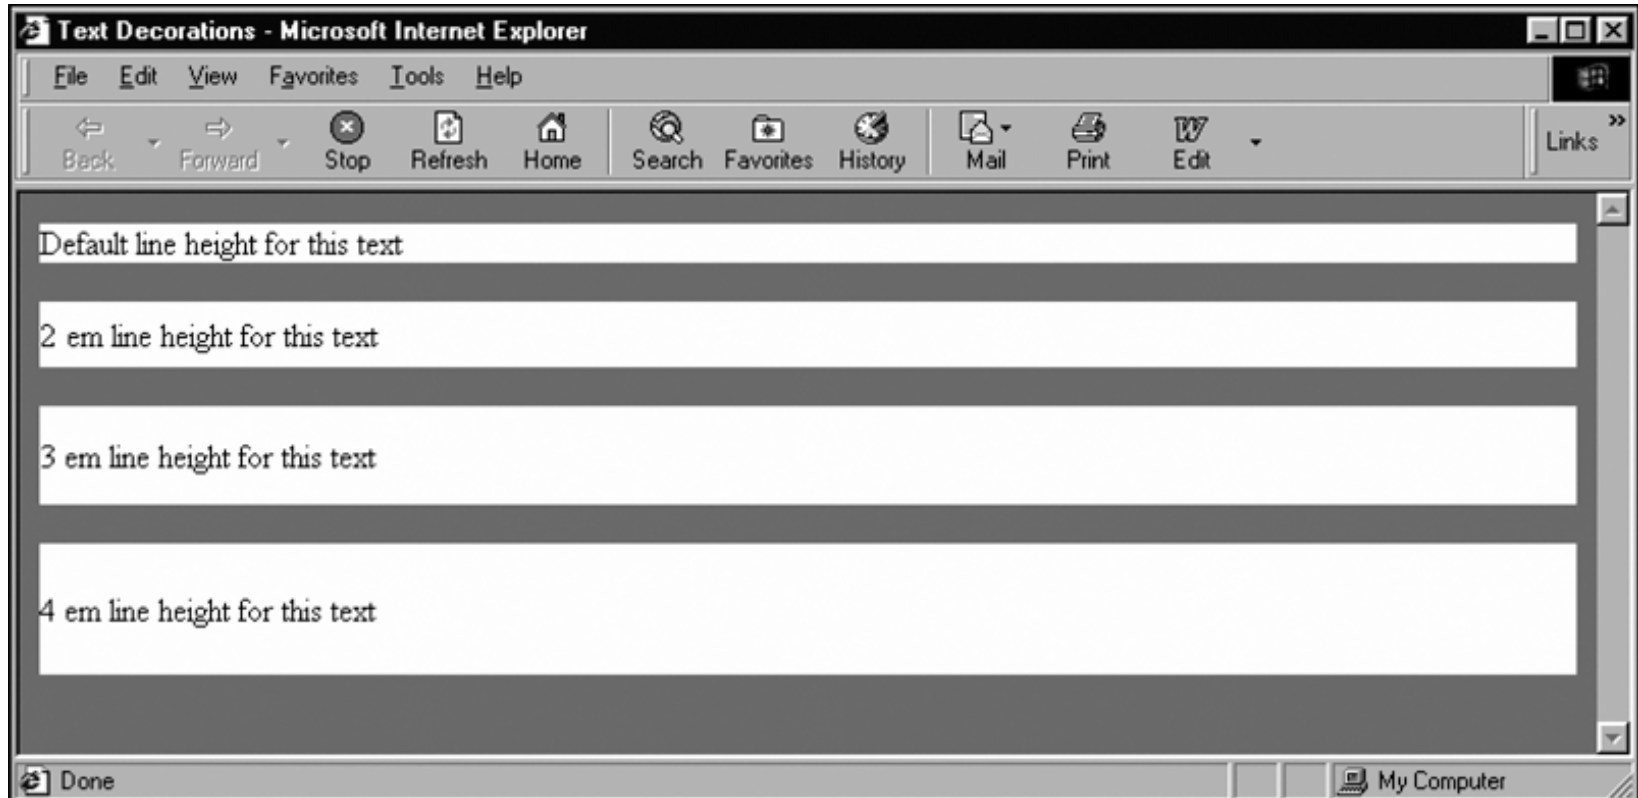 Text Decorations - Microsoft Internet Explorer
File Edit View Favorites Tools Help
Back Forward Stop Refresh Home Search Favorites History Mail Print Edit Links »
Default line height for this text
2 em line height for this text
3 em line height for this text
4 em line height for this text
Done My Computer